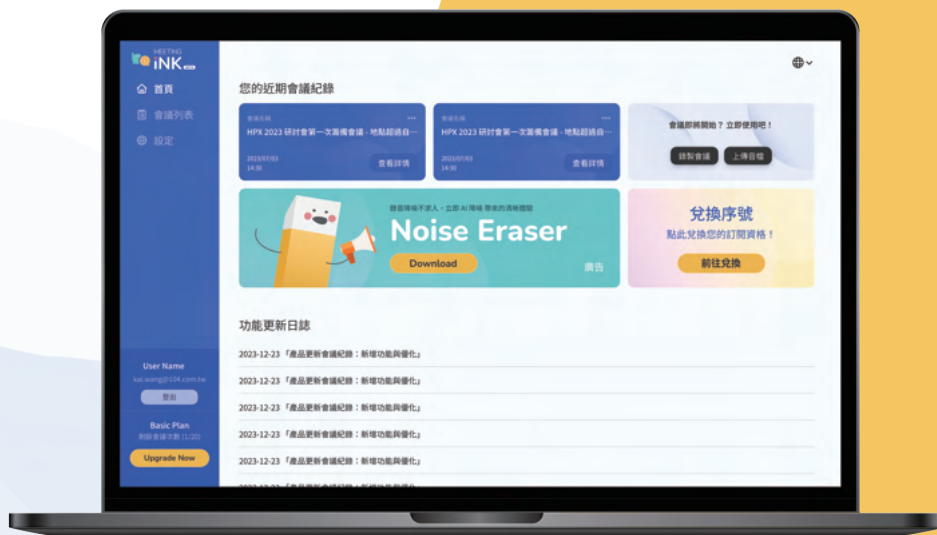 MEETING
iNK BETA
首頁
會議列表
設定
您的近期會議紀錄
會議名稱 ···
HPX 2023 研討會第一次籌備會議 - 地點超過自···
2023/07/03
14:30
查看詳情
會議名稱 ···
HPX 2023 研討會第一次籌備會議 - 地點超過自···
2023/07/03
14:30
查看詳情
會議即將開始？立即使用吧！
錄製會議 上傳音檔
錄音降噪不求人，立即 AI 降噪 帶來的清晰體驗
Noise Eraser
Download
廣告
兌換序號
點此兌換您的訂閱資格！
前往兌換
功能更新日誌
2023-12-23 「產品更新會議紀錄：新增功能與優化」
2023-12-23 「產品更新會議紀錄：新增功能與優化」
2023-12-23 「產品更新會議紀錄：新增功能與優化」
2023-12-23 「產品更新會議紀錄：新增功能與優化」
2023-12-23 「產品更新會議紀錄：新增功能與優化」
User Name
kai.wang@104.com.tw
登出
Basic Plan
剩餘會議次數 (1/20)
Upgrade Now